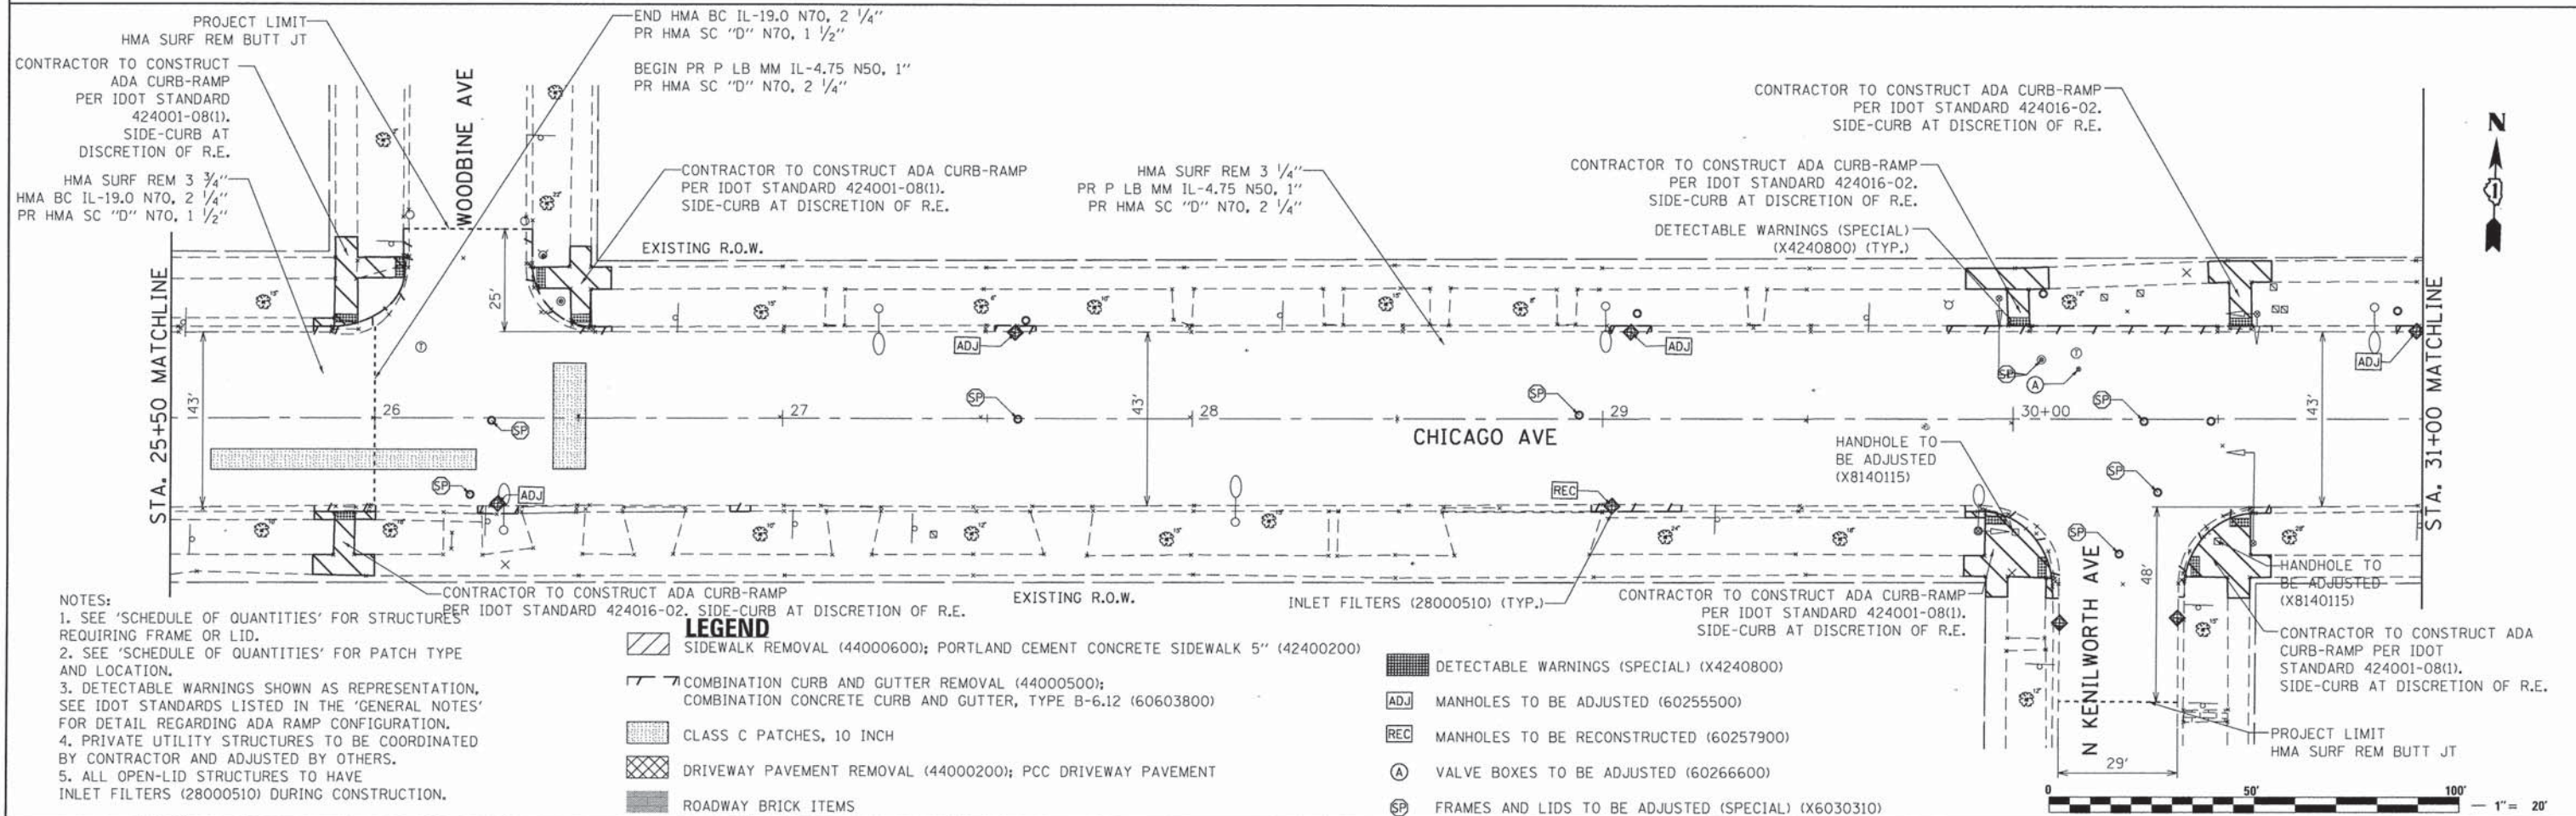 PROJECT LIMIT
HMA SURF REM BUTT JT
CONTRACTOR TO CONSTRUCT
ADA CURB-RAMP
PER IDOT STANDARD
424001-08(1).
SIDE-CURB AT
DISCRETION OF R.E.
HMA SURF REM 3 3/4"
HMA BC IL-19.0 N70, 2 1/4"
PR HMA SC "D" N70, 1 1/2"
END HMA BC IL-19.0 N70, 2 1/4"
PR HMA SC "D" N70, 1 1/2"
BEGIN PR P LB MM IL-4.75 N50, 1"
PR HMA SC "D" N70, 2 1/4"
WOODBINE AVE
CONTRACTOR TO CONSTRUCT ADA CURB-RAMP
PER IDOT STANDARD 424001-08(1).
SIDE-CURB AT DISCRETION OF R.E.
EXISTING R.O.W.
HMA SURF REM 3 1/4"
PR P LB MM IL-4.75 N50, 1"
PR HMA SC "D" N70, 2 1/4"
CONTRACTOR TO CONSTRUCT ADA CURB-RAMP
PER IDOT STANDARD 424016-02.
SIDE-CURB AT DISCRETION OF R.E.
CONTRACTOR TO CONSTRUCT ADA CURB-RAMP
PER IDOT STANDARD 424016-02.
SIDE-CURB AT DISCRETION OF R.E.
DETECTABLE WARNINGS (SPECIAL)
(X4240800) (TYP.)
N
1
25'
STA. 25+50 MATCHLINE
43'
26
T
ADJ
SP
27
43'
28
SP
29
ADJ
SP
T
A
30+00
SP
43'
ADJ
STA. 31+00 MATCHLINE
SP
CHICAGO AVE
SP
ADJ
REC
HANDHOLE TO
BE ADJUSTED
(X8140115)
SP
SP
48'
N KENILWORTH AVE
HANDHOLE TO
BE ADJUSTED
(X8140115)
CONTRACTOR TO CONSTRUCT ADA CURB-RAMP
PER IDOT STANDARD 424016-02. SIDE-CURB AT DISCRETION OF R.E.
EXISTING R.O.W.
INLET FILTERS (28000510) (TYP.)
CONTRACTOR TO CONSTRUCT ADA CURB-RAMP
PER IDOT STANDARD 424001-08(1).
SIDE-CURB AT DISCRETION OF R.E.
CONTRACTOR TO CONSTRUCT ADA
CURB-RAMP PER IDOT
STANDARD 424001-08(1).
SIDE-CURB AT DISCRETION OF R.E.
PROJECT LIMIT
HMA SURF REM BUTT JT
29'
NOTES:
1. SEE 'SCHEDULE OF QUANTITIES' FOR STRUCTURES
REQUIRING FRAME OR LID.
2. SEE 'SCHEDULE OF QUANTITIES' FOR PATCH TYPE
AND LOCATION.
3. DETECTABLE WARNINGS SHOWN AS REPRESENTATION,
SEE IDOT STANDARDS LISTED IN THE 'GENERAL NOTES'
FOR DETAIL REGARDING ADA RAMP CONFIGURATION.
4. PRIVATE UTILITY STRUCTURES TO BE COORDINATED
BY CONTRACTOR AND ADJUSTED BY OTHERS.
5. ALL OPEN-LID STRUCTURES TO HAVE
INLET FILTERS (28000510) DURING CONSTRUCTION.
LEGEND
SIDEWALK REMOVAL (44000600); PORTLAND CEMENT CONCRETE SIDEWALK 5" (42400200)
COMBINATION CURB AND GUTTER REMOVAL (44000500);
COMBINATION CONCRETE CURB AND GUTTER, TYPE B-6.12 (60603800)
CLASS C PATCHES, 10 INCH
DRIVEWAY PAVEMENT REMOVAL (44000200); PCC DRIVEWAY PAVEMENT
ROADWAY BRICK ITEMS
DETECTABLE WARNINGS (SPECIAL) (X4240800)
ADJ MANHOLES TO BE ADJUSTED (60255500)
REC MANHOLES TO BE RECONSTRUCTED (60257900)
A VALVE BOXES TO BE ADJUSTED (60266600)
SP FRAMES AND LIDS TO BE ADJUSTED (SPECIAL) (X6030310)
0 50' 100'
1"= 20'